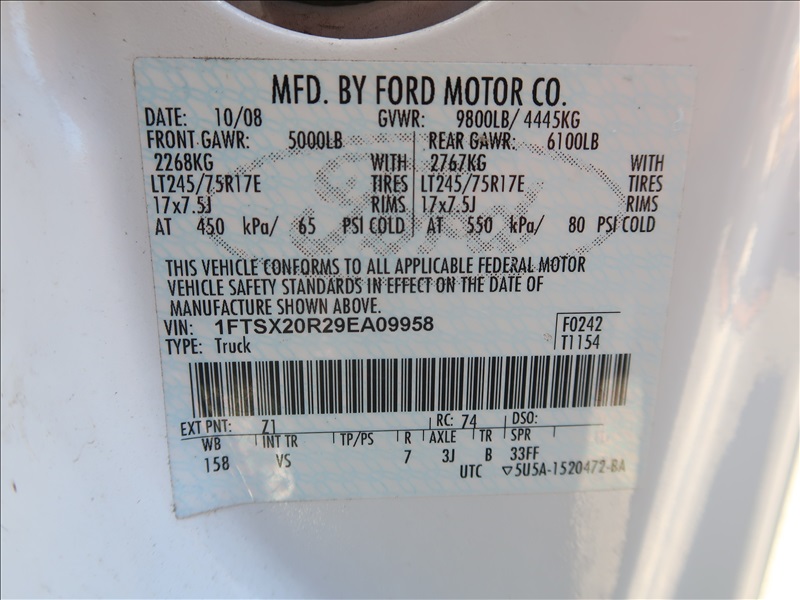 MFD. BY FORD MOTOR CO.
DATE: 10/08 GVWR: 9800LB/ 4445KG
FRONT GAWR: 5000LB REAR GAWR: 6100LB
2268KG WITH 2767KG WITH
LT245/75R17E TIRES LT245/75R17E TIRES
17x7.5J RIMS 17x7.5J RIMS
AT 450 kPa/ 65 PSI COLD AT 550 kPa/ 80 PSI COLD
THIS VEHICLE CONFORMS TO ALL APPLICABLE FEDERAL MOTOR
VEHICLE SAFETY STANDARDS IN EFFECT ON THE DATE OF
MANUFACTURE SHOWN ABOVE.
VIN: 1FTSX20R29EA09958 F0242
TYPE: Truck T1154
EXT PNT: Z1 RC: 74 DSO:
WB INT TR TP/PS R AXLE TR SPR
158 VS 7 3J B 33FF
UTC ▽5U5A-1520472-BA